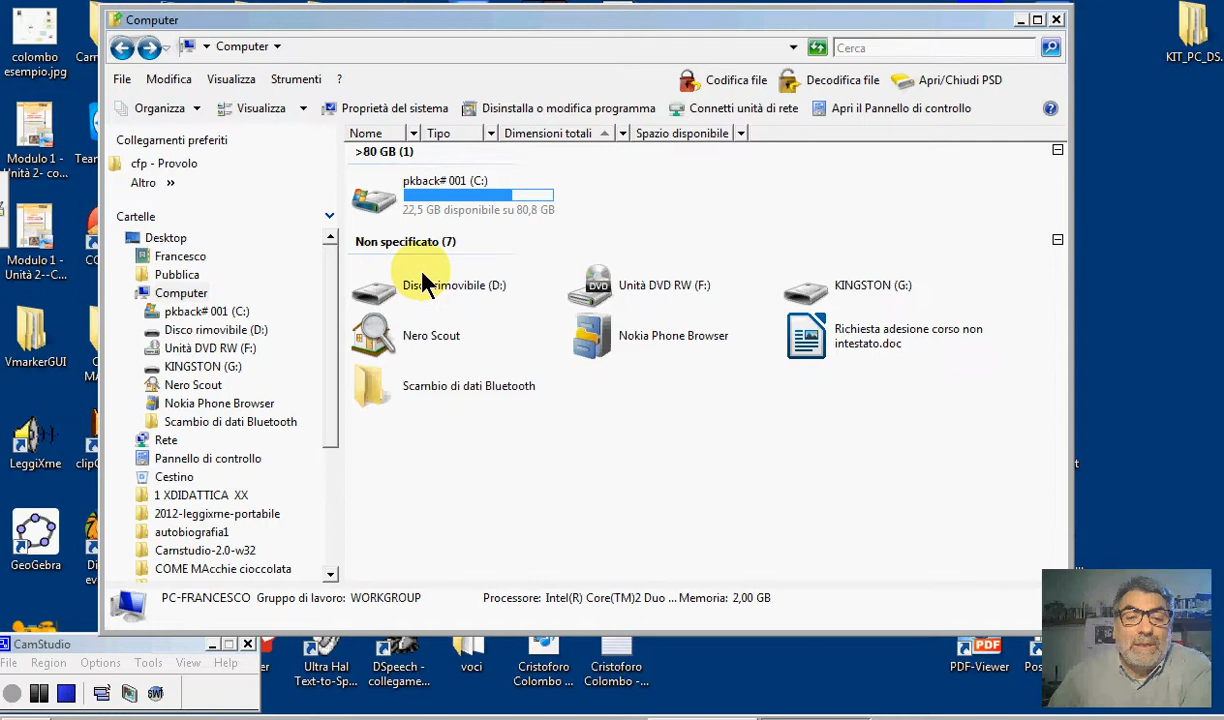 Computer
Computer
Cerca
File Modifica Visualizza Strumenti ?
Codifica file Decodifica file Apri/Chiudi PSD
Organizza Visualizza Proprietà del sistema Disinstalla o modifica programma Connetti unità di rete Apri il Pannello di controllo
Collegamenti preferiti
cfp - Provolo
Altro »
Cartelle
Desktop
Francesco
Pubblica
Computer
pkback# 001 (C:)
Disco rimovibile (D:)
Unità DVD RW (F:)
KINGSTON (G:)
Nero Scout
Nokia Phone Browser
Scambio di dati Bluetooth
Rete
Pannello di controllo
Cestino
1 XDIDATTICA XX
2012-leggixme-portabile
autobiografia1
Camstudio-2.0-w32
COME MAcchie cioccolata
Nome Tipo Dimensioni totali Spazio disponibile
>80 GB (1)
pkback# 001 (C:)
22,5 GB disponibile su 80,8 GB
Non specificato (7)
rimovibile (D:)
DVD
Unità DVD RW (F:)
KINGSTON (G:)
Nero Scout
Nokia Phone Browser
Richiesta adesione corso non
intestato.doc
Scambio di dati Bluetooth
PC-FRANCESCO Gruppo di lavoro: WORKGROUP Processore: Intel(R) Core(TM)2 Duo ... Memoria: 2,00 GB
colombo
esempio.jpg
Modulo 1 -
Unità 2- co...
Modulo 1 -
Unità 2--C...
VmarkerGUI
LeggiXme
GeoGebra
KIT_PC_DS.
CamStudio
File Region Options Tools View Help
Ultra Hal
Text-to-Sp...
DSpeech -
collegame...
voci
Cristoforo
Colombo ...
Cristoforo
Colombo -...
PDF
PDF-Viewer